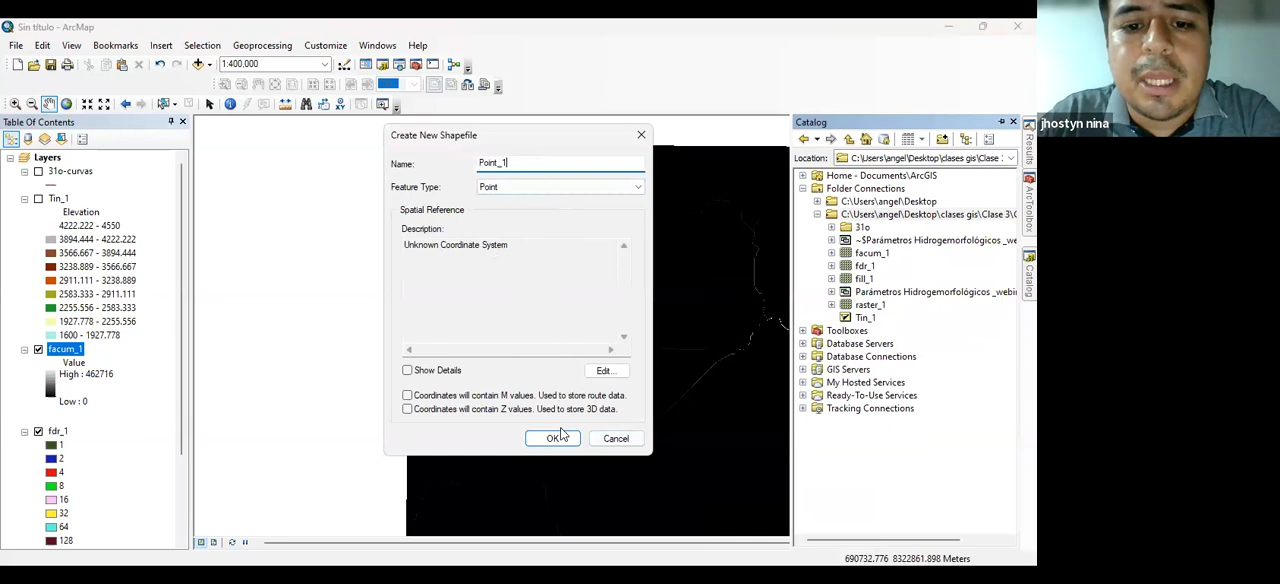 Sin título - ArcMap
File Edit View Bookmarks Insert Selection Geoprocessing Customize Windows Help
1:400.000
Table Of Contents
Layers
31o-curvas
Tin_1
Elevation
4222.222 - 4550
3894.444 - 4222.222
3566.667 - 3894.444
3238.889 - 3566.667
2911.111 - 3238.889
2583.333 - 2911.111
2255.556 - 2583.333
1927.778 - 2255.556
1600 - 1927.778
facum_1
Value
High : 462716
Low : 0
fdr_1
1
2
4
8
16
32
64
128
Create New Shapefile
Name: Point_1
Feature Type: Point
Spatial Reference
Description:
Unknown Coordinate System
Show Details Edit...
Coordinates will contain M values. Used to store route data.
Coordinates will contain Z values. Used to store 3D data.
OK Cancel
Catalog
Location: C:\Users\angel\Desktop\clases gis\Clase
Home - Documents\ArcGIS
Folder Connections
C:\Users\angel\Desktop
C:\Users\angel\Desktop\clases gis\Clase 3\
31o
~$Parámetros Hidrogemorfológicos _we
facum_1
fdr_1
fill_1
Parámetros Hidrogemorfológicos _webi
raster_1
Tin_1
Toolboxes
Database Servers
Database Connections
GIS Servers
My Hosted Services
Ready-To-Use Services
Tracking Connections
Results
ArcToolbox
Catalog
690732.776 8322861.898 Meters
jhostyn nina